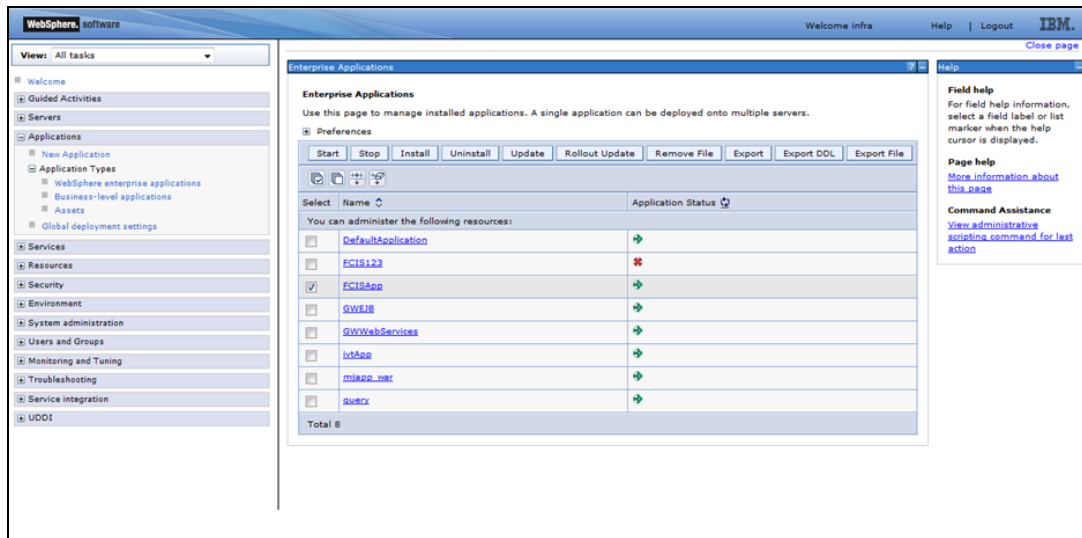 WebSphere. software
Welcome infra
Help | Logout
IBM.
Close page
View: All tasks
Welcome
Guided Activities
Servers
Applications
New Application
Application Types
WebSphere enterprise applications
Business-level applications
Assets
Global deployment settings
Services
Resources
Security
Environment
System administration
Users and Groups
Monitoring and Tuning
Troubleshooting
Service integration
UDDI
Enterprise Applications
Enterprise Applications
Use this page to manage installed applications. A single application can be deployed onto multiple servers.
Preferences
Start Stop Install Uninstall Update Rollout Update Remove File Export Export DDL Export File
Select Name Application Status
You can administer the following resources:
DefaultApplication
FCIS123
FCISApp
GWEJB
GWWebServices
ivtApp
miapp_war
query
Total 8
Help
Field help
For field help information,
select a field label or list
marker when the help
cursor is displayed.
Page help
More information about
this page
Command Assistance
View administrative
scripting command for last
action